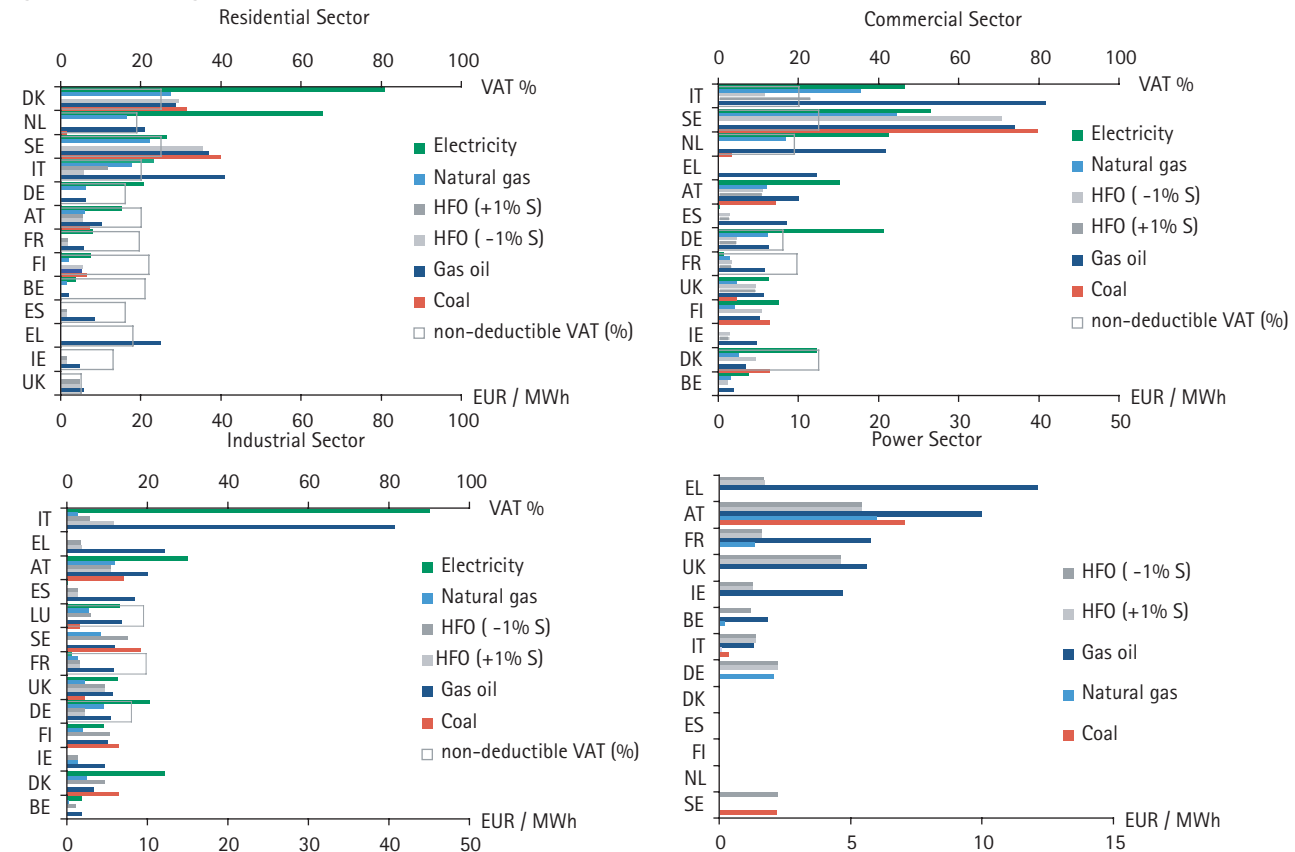 Residential Sector
0 20 40 60 80 100
VAT %
DK
NL
SE
IT
DE
AT
FR
FI
BE
ES
EL
IE
UK
Electricity
Natural gas
HFO (+1% S)
HFO ( -1% S)
Gas oil
Coal
non-deductible VAT (%)
EUR / MWh
0 20 40 60 80 100
Commercial Sector
0 20 40 60 80 100
VAT %
IT
SE
NL
EL
AT
ES
DE
FR
UK
FI
IE
DK
BE
Electricity
Natural gas
HFO ( -1% S)
HFO (+1% S)
Gas oil
Coal
non-deductible VAT (%)
EUR / MWh
0 10 20 30 40 50
Industrial Sector
0 20 40 60 80 100
VAT %
IT
EL
AT
ES
LU
SE
FR
UK
DE
FI
IE
DK
BE
Electricity
Natural gas
HFO ( -1% S)
HFO (+1% S)
Gas oil
Coal
non-deductible VAT (%)
EUR / MWh
0 10 20 30 40 50
Power Sector
EL
AT
FR
UK
IE
BE
IT
DE
DK
ES
FI
NL
SE
HFO ( -1% S)
HFO (+1% S)
Gas oil
Natural gas
Coal
EUR / MWh
0 5 10 15